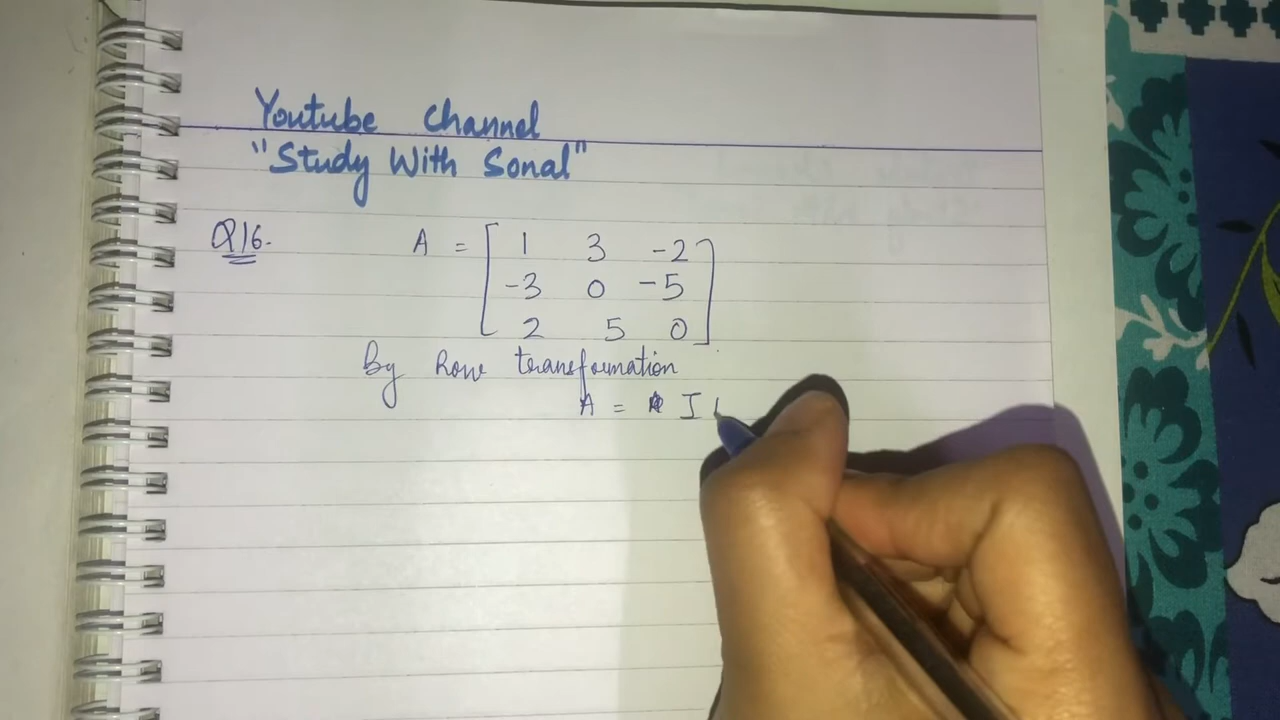 Youtube Channel
"Study With Sonal"
Q16. A = [ 1 3 -2
-3 0 -5
2 5 0 ]
By Row transformation
A = I